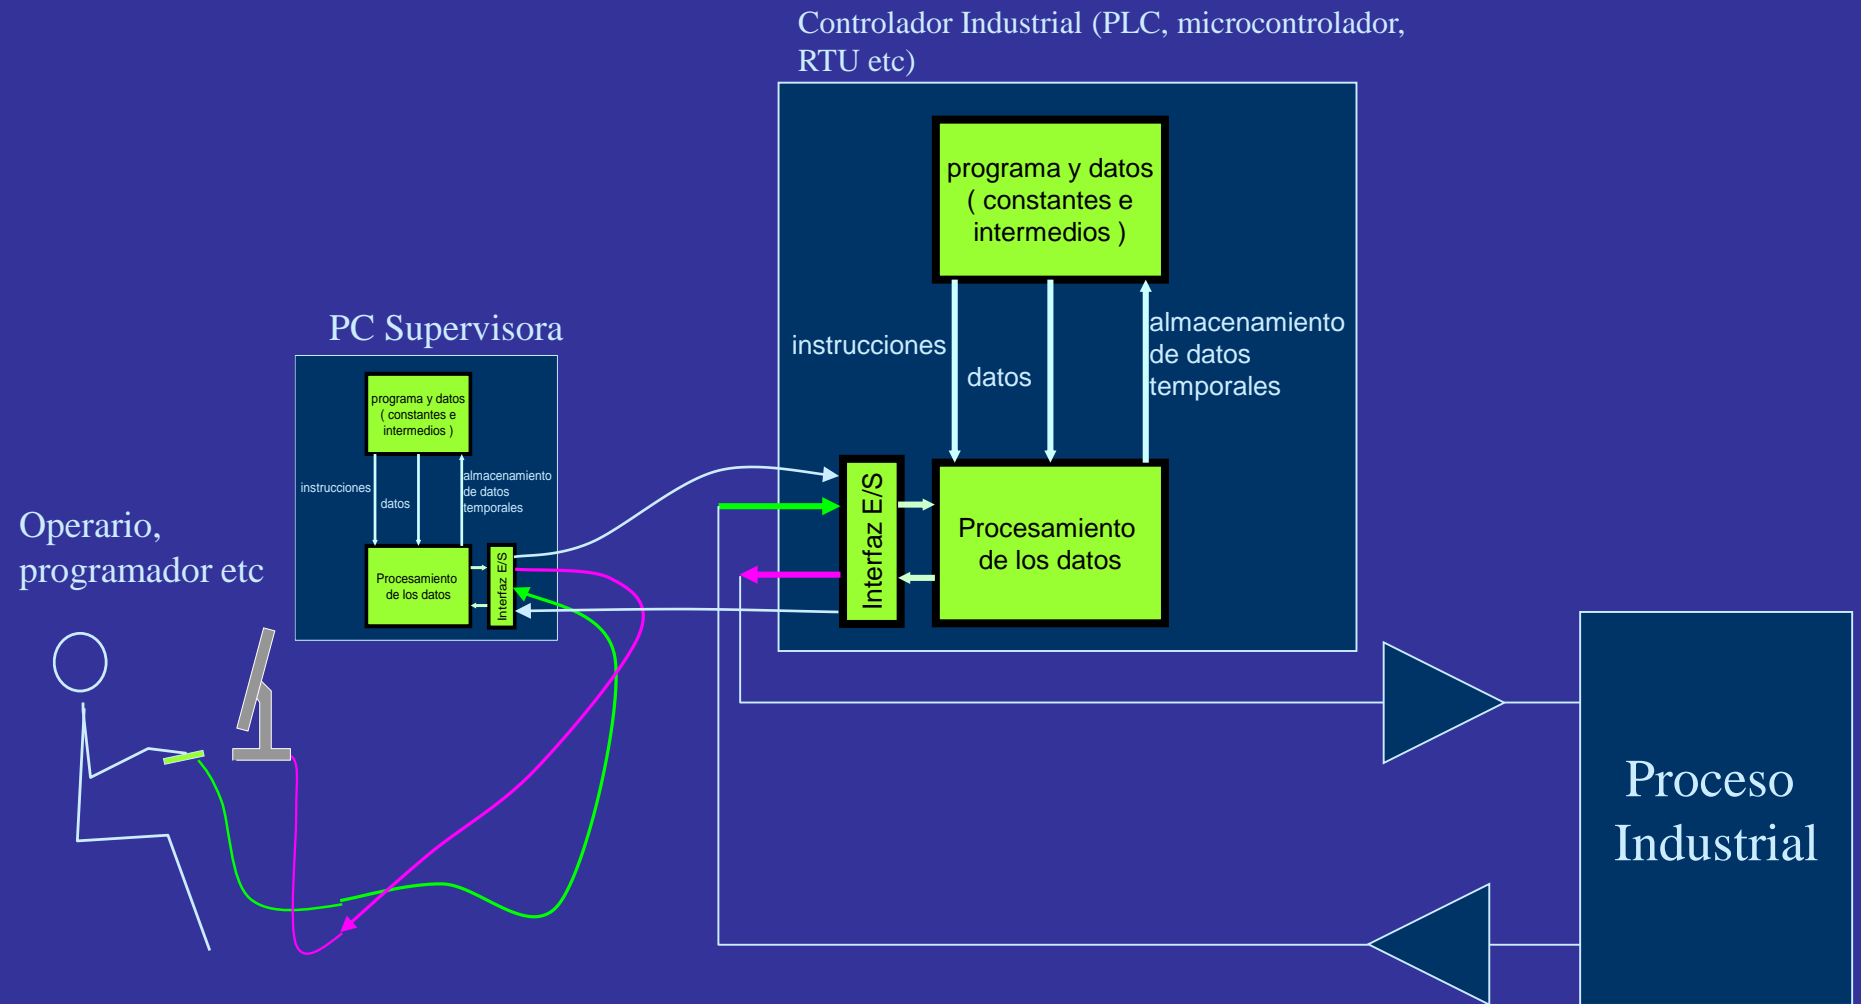 Controlador Industrial (PLC, microcontrolador,
RTU etc)
programa y datos
( constantes e
intermedios )
instrucciones
datos
almacenamiento
de datos
temporales
Interfaz E/S
Procesamiento
de los datos
PC Supervisora
programa y datos
( constantes e
intermedios )
instrucciones
datos
almacenamiento
de datos
temporales
Procesamiento
de los datos
Interfaz E/S
Operario,
programador etc
Proceso
Industrial